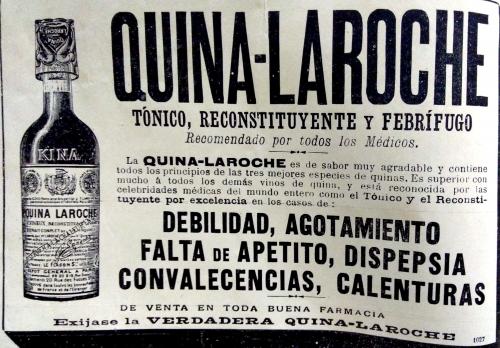 QUINA-LAROCHE
TÓNICO, RECONSTITUYENTE Y FEBRÍFUGO
Recomendado por todos los Médicos.
La QUINA-LAROCHE es de sabor muy agradable y contiene
todos los principios de las tres mejores especies de quinas. Es superior con
mucho á todos los demás vinos de quina, y está reconocida por las
celebridades médicas del mundo entero como el Tónico y el Reconsti-
tuyente por excelencia en los casos de:
DEBILIDAD, AGOTAMIENTO
FALTA DE APETITO, DISPEPSIA
CONVALECENCIAS, CALENTURAS
DE VENTA EN TODA BUENA FARMACIA
Exíjase la VERDADERA QUINA-LAROCHE
1027
KINA
QUINA LAROCHE